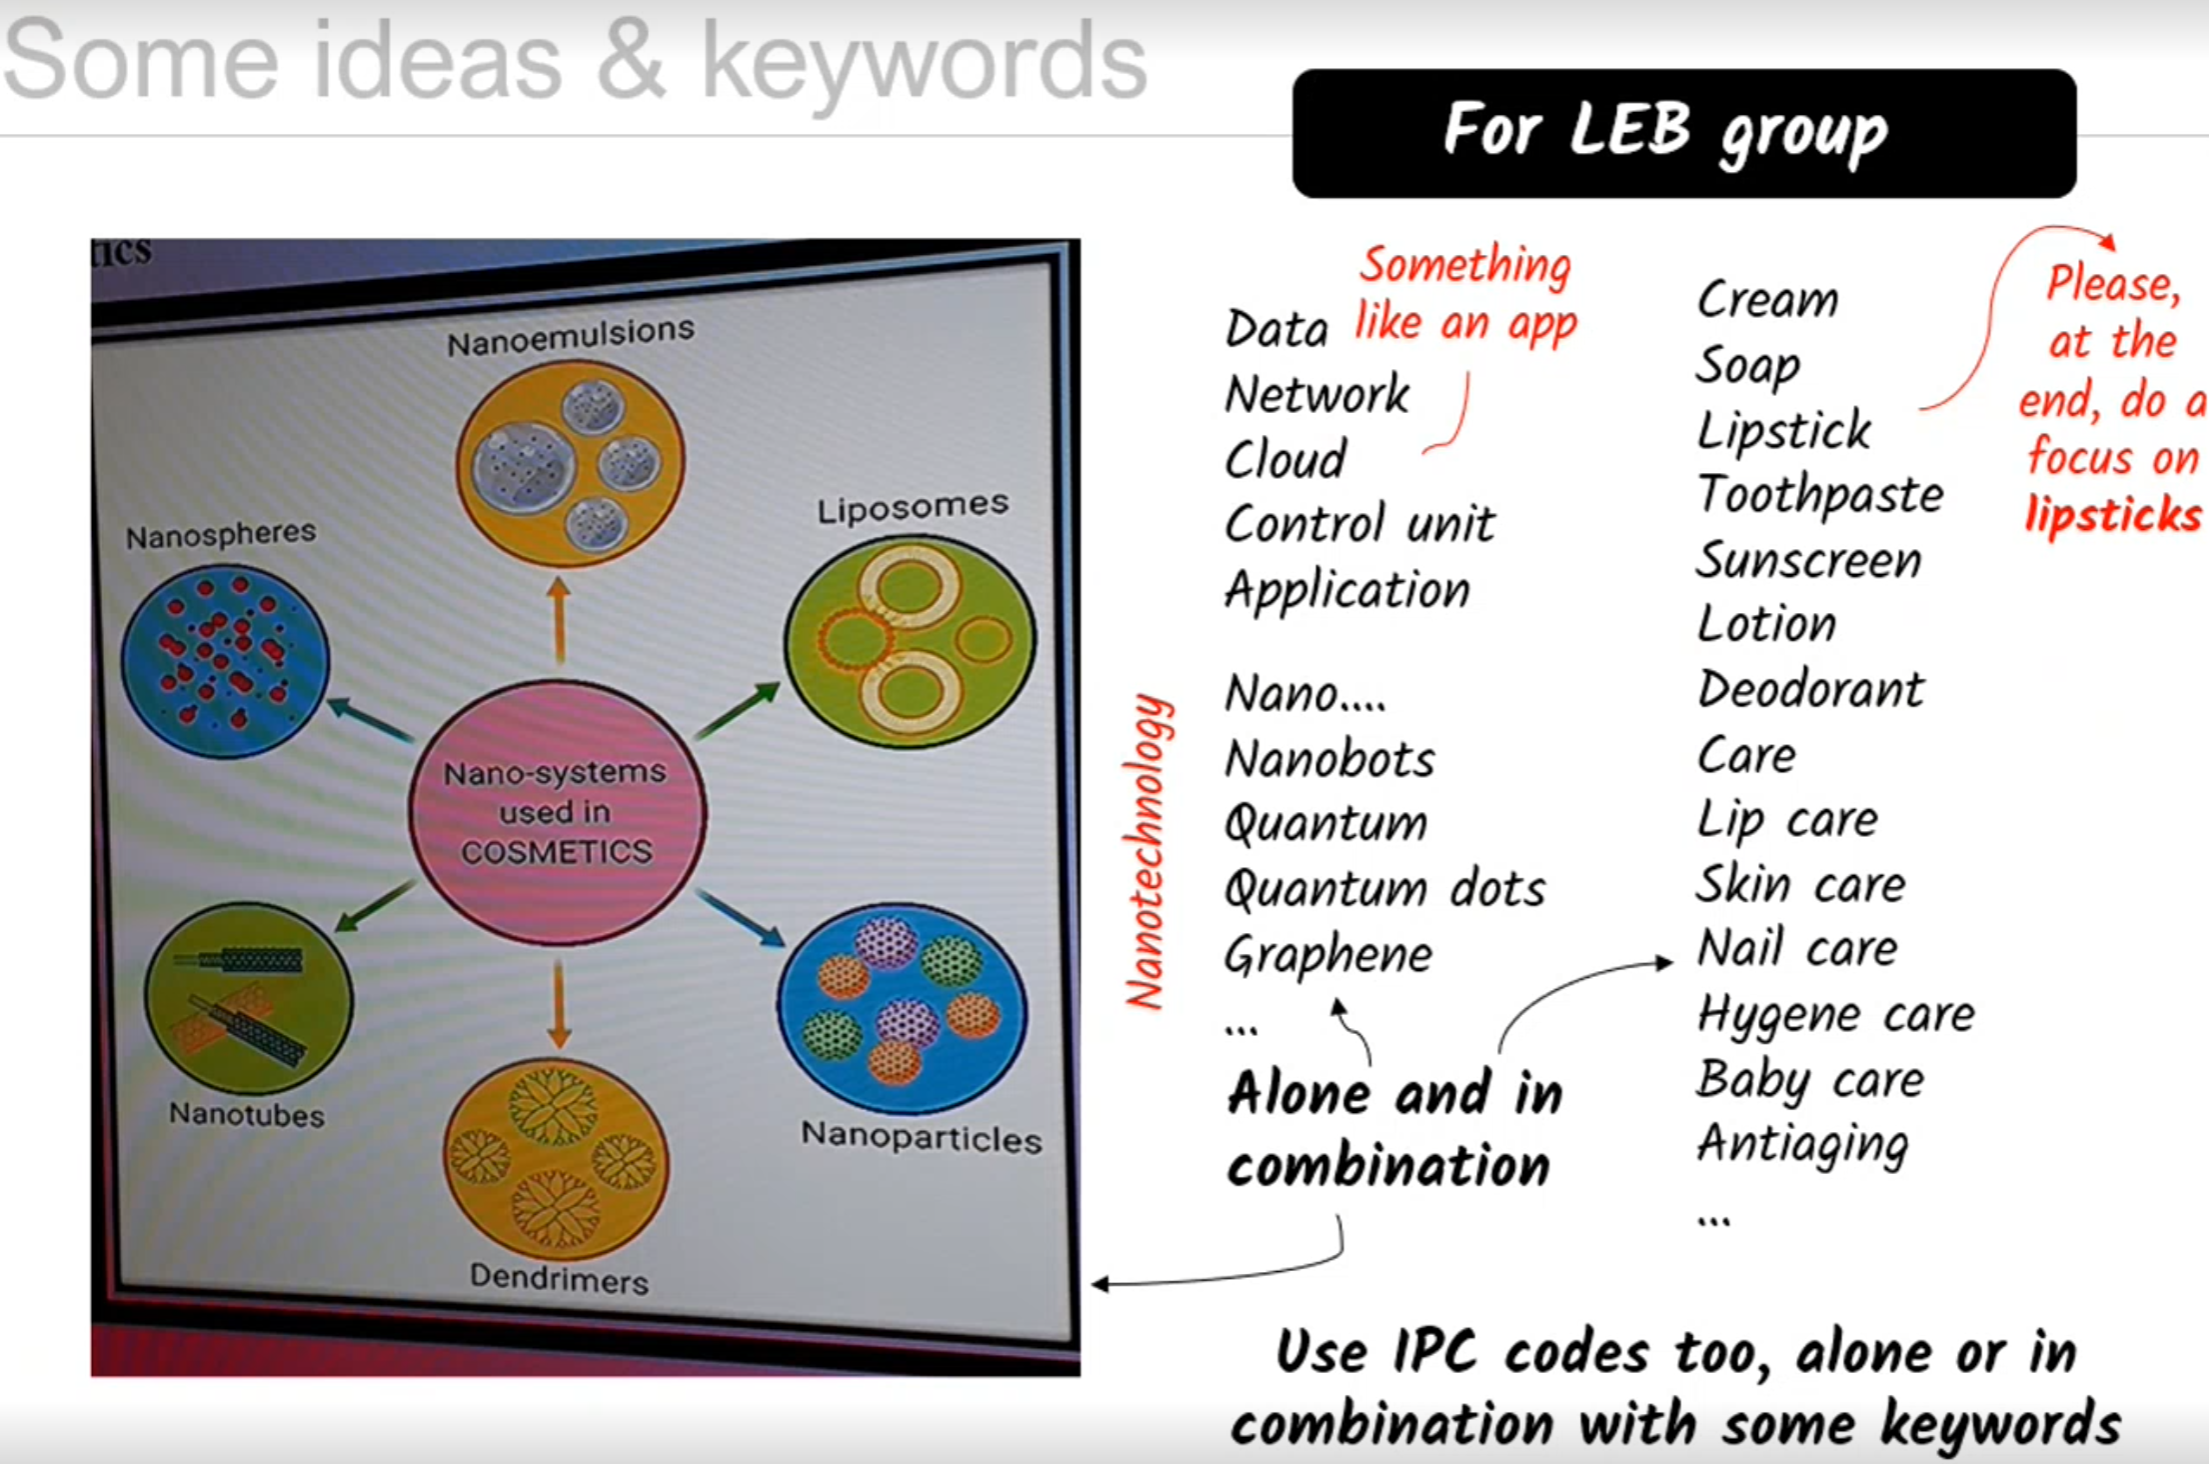 Some ideas & keywords
For LEB group
tics
Nanoemulsions
Liposomes
Nanospheres
Nano-systems
used in
COSMETICS
Nanotubes
Nanoparticles
Dendrimers
Something
like an app
Data
Network
Cloud
Control unit
Application
Nanotechnology
Nano....
Nanobots
Quantum
Quantum dots
Graphene
...
Alone and in
combination
Cream
Soap
Lipstick
Toothpaste
Sunscreen
Lotion
Deodorant
Care
Lip care
Skin care
Nail care
Hygene care
Baby care
Antiaging
...
Please,
at the
end, do a
focus on
lipsticks
Use IPC codes too, alone or in
combination with some keywords